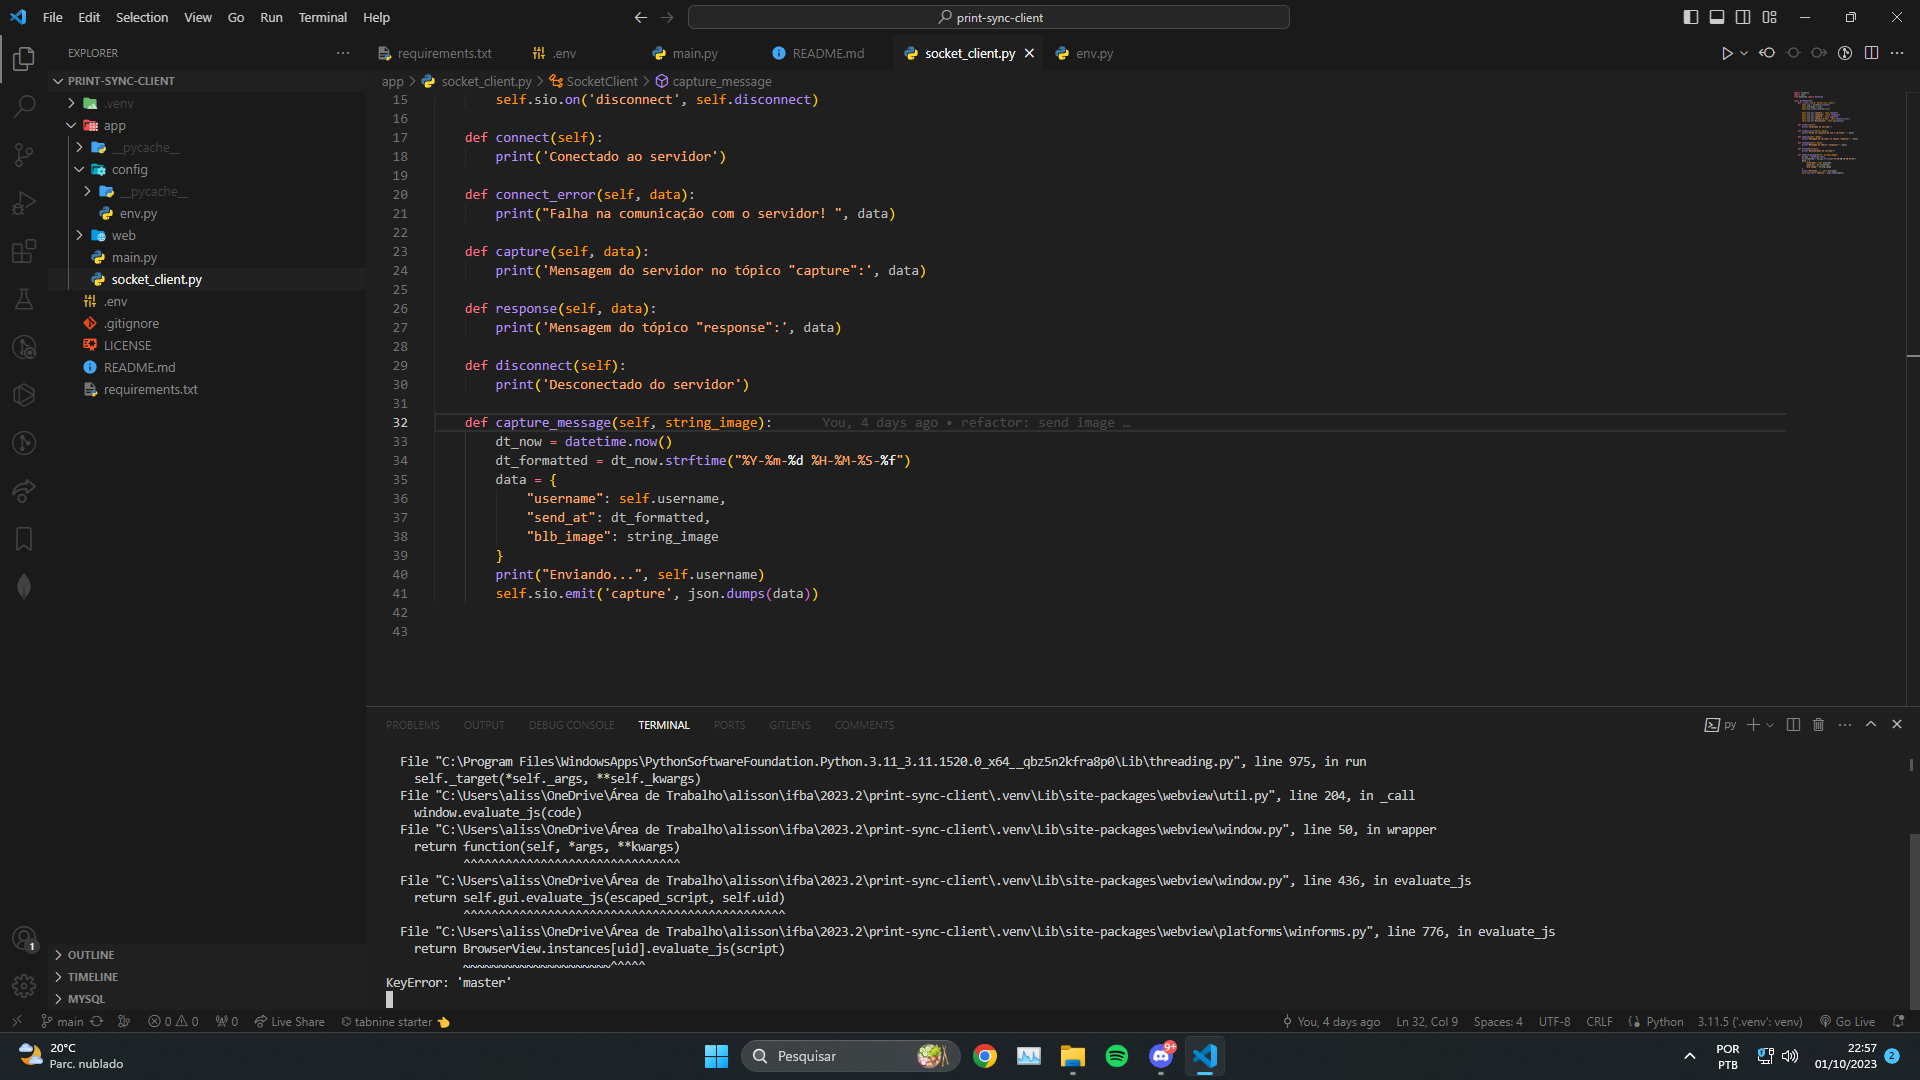 File Edit Selection View Go Run Terminal Help
print-sync-client
EXPLORER
PRINT-SYNC-CLIENT
.venv
app
__pycache__
config
__pycache__
env.py
web
main.py
socket_client.py
.env
.gitignore
LICENSE
README.md
requirements.txt
OUTLINE
TIMELINE
MYSQL
requirements.txt .env main.py README.md socket_client.py env.py
app > socket_client.py > SocketClient > capture_message
15 self.sio.on('disconnect', self.disconnect)
16
17 def connect(self):
18 print('Conectado ao servidor')
19
20 def connect_error(self, data):
21 print("Falha na comunicação com o servidor! ", data)
22
23 def capture(self, data):
24 print('Mensagem do servidor no tópico "capture":', data)
25
26 def response(self, data):
27 print('Mensagem do tópico "response":', data)
28
29 def disconnect(self):
30 print('Desconectado do servidor')
31
32 def capture_message(self, string_image): You, 4 days ago • refactor: send image …
33 dt_now = datetime.now()
34 dt_formatted = dt_now.strftime("%Y-%m-%d %H-%M-%S-%f")
35 data = {
36 "username": self.username,
37 "send_at": dt_formatted,
38 "blb_image": string_image
39 }
40 print("Enviando...", self.username)
41 self.sio.emit('capture', json.dumps(data))
42
43
PROBLEMS OUTPUT DEBUG CONSOLE TERMINAL PORTS GITLENS COMMENTS
py
File "C:\Program Files\WindowsApps\PythonSoftwareFoundation.Python.3.11_3.11.1520.0_x64__qbz5n2kfra8p0\Lib\threading.py", line 975, in run
self._target(*self._args, **self._kwargs)
File "C:\Users\aliss\OneDrive\Área de Trabalho\alisson\ifba\2023.2\print-sync-client\.venv\Lib\site-packages\webview\util.py", line 204, in _call
window.evaluate_js(code)
File "C:\Users\aliss\OneDrive\Área de Trabalho\alisson\ifba\2023.2\print-sync-client\.venv\Lib\site-packages\webview\window.py", line 50, in wrapper
return function(self, *args, **kwargs)
^^^^^^^^^^^^^^^^^^^^^^^^^^^^^^^
File "C:\Users\aliss\OneDrive\Área de Trabalho\alisson\ifba\2023.2\print-sync-client\.venv\Lib\site-packages\webview\window.py", line 436, in evaluate_js
return self.gui.evaluate_js(escaped_script, self.uid)
^^^^^^^^^^^^^^^^^^^^^^^^^^^^^^^^^^^^^^^^^^^^^^
File "C:\Users\aliss\OneDrive\Área de Trabalho\alisson\ifba\2023.2\print-sync-client\.venv\Lib\site-packages\webview\platforms\winforms.py", line 776, in evaluate_js
return BrowserView.instances[uid].evaluate_js(script)
~~~~~~~~~~~~~~~~~~~~~^^^^^
KeyError: 'master'
1
main 0 0 0 Live Share tabnine starter You, 4 days ago Ln 32, Col 9 Spaces: 4 UTF-8 CRLF Python 3.11.5 ('.venv': venv) Go Live
20°C
Parc. nublado
Pesquisar
9+
POR
PTB
22:57
01/10/2023
2